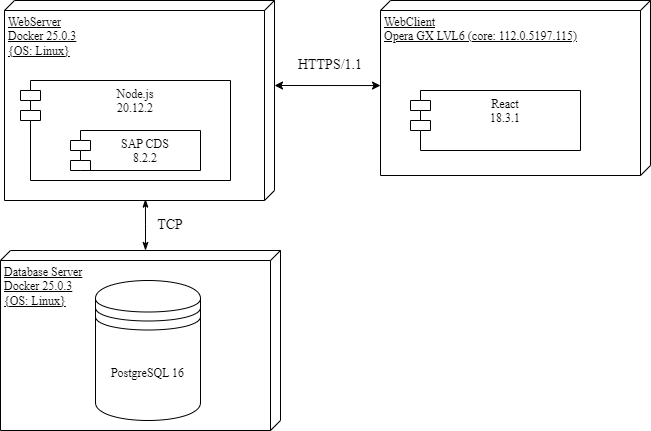 WebServer
Docker 25.0.3
{OS: Linux}
Node.js
20.12.2
SAP CDS
8.2.2
HTTPS/1.1
WebClient
Opera GX LVL6 (core: 112.0.5197.115)
React
18.3.1
TCP
Database Server
Docker 25.0.3
{OS: Linux}
PostgreSQL 16